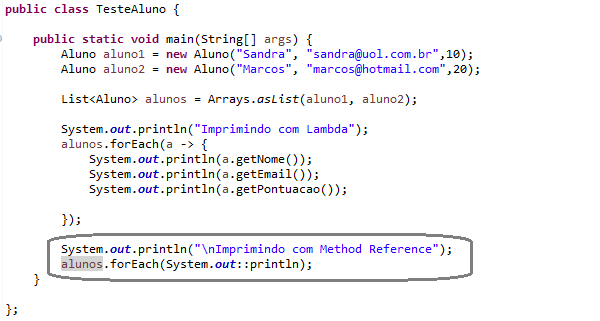 public class TesteAluno {
public static void main(String[] args) {
Aluno aluno1 = new Aluno("Sandra", "sandra@uol.com.br",10);
Aluno aluno2 = new Aluno("Marcos", "marcos@hotmail.com",20);
List<Aluno> alunos = Arrays.asList(aluno1, aluno2);
System.out.println("Imprimindo com Lambda");
alunos.forEach(a -> {
System.out.println(a.getNome());
System.out.println(a.getEmail());
System.out.println(a.getPontuacao());
});
System.out.println("\nImprimindo com Method Reference");
alunos.forEach(System.out::println);
}
};